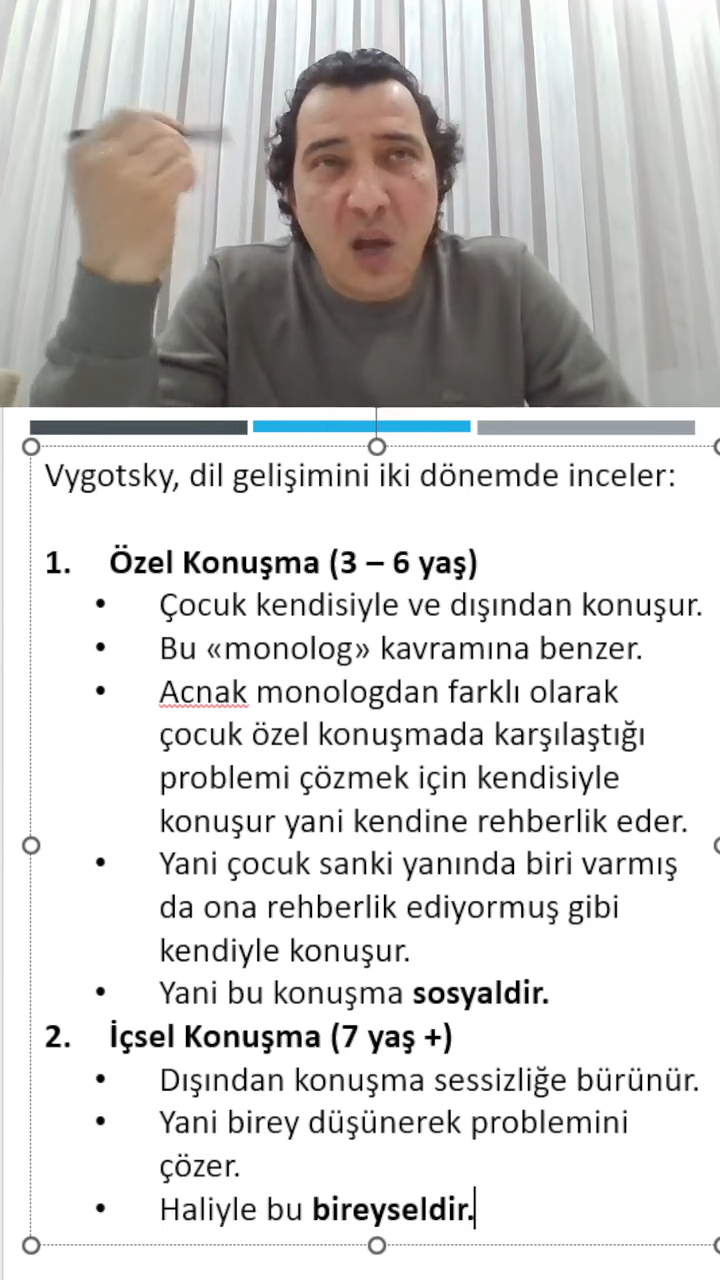 Vygotsky, dil gelişimini iki dönemde inceler:
1. Özel Konuşma (3 – 6 yaş)
• Çocuk kendisiyle ve dışından konuşur.
• Bu «monolog» kavramına benzer.
• Acnak monologdan farklı olarak
çocuk özel konuşmada karşılaştığı
problemi çözmek için kendisiyle
konuşur yani kendine rehberlik eder.
• Yani çocuk sanki yanında biri varmış
da ona rehberlik ediyormuş gibi
kendiyle konuşur.
• Yani bu konuşma sosyaldir.
2. İçsel Konuşma (7 yaş +)
• Dışından konuşma sessizliğe bürünür.
• Yani birey düşünerek problemini
çözer.
• Haliyle bu bireyseldir.